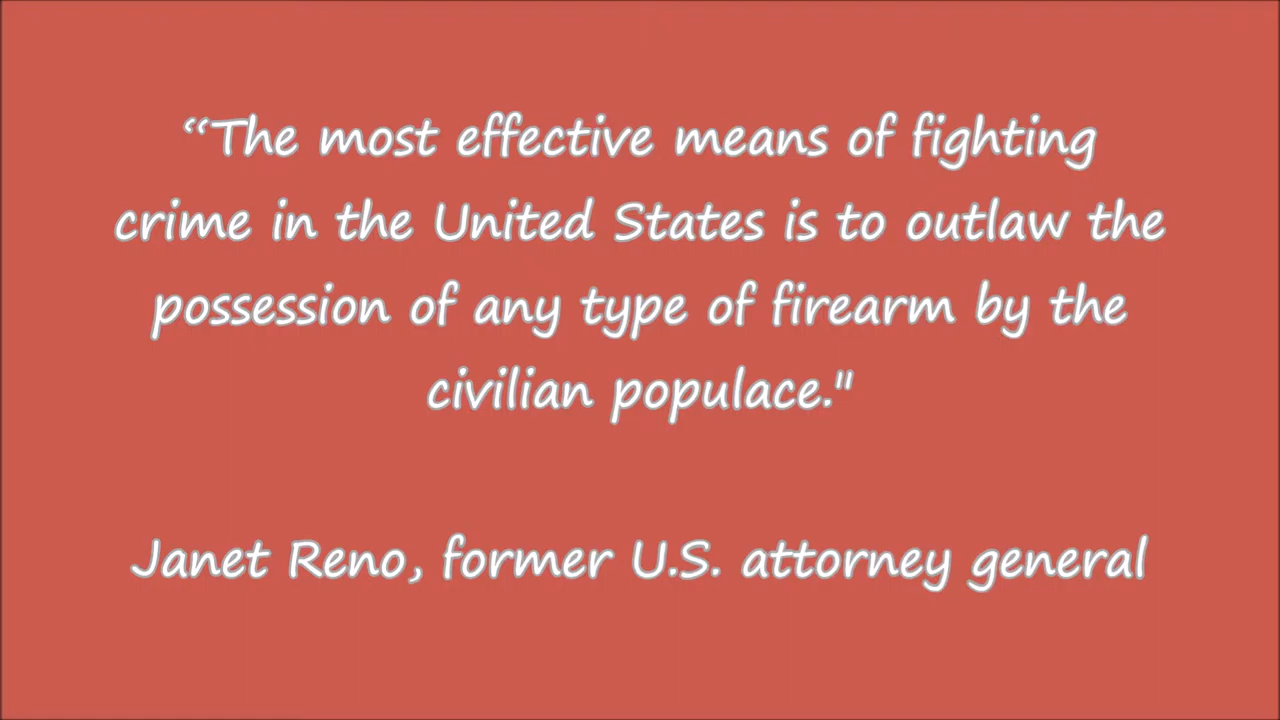 “The most effective means of fighting
crime in the United States is to outlaw the
possession of any type of firearm by the
civilian populace."
Janet Reno, former U.S. attorney general